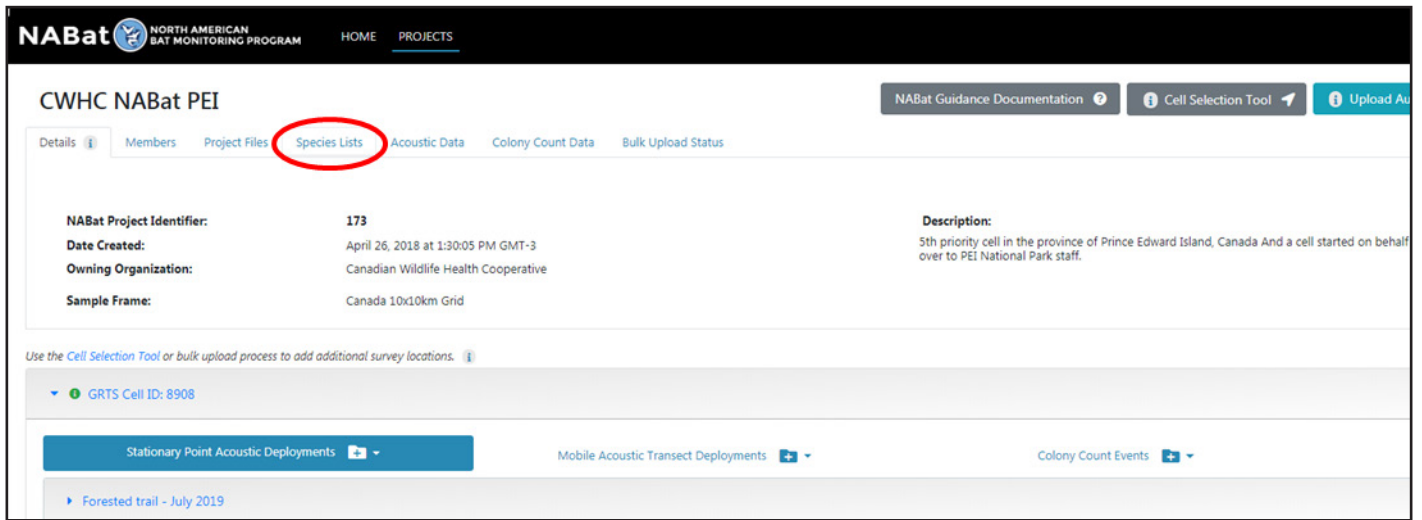 NABat NORTH AMERICAN BAT MONITORING PROGRAM HOME PROJECTS
CWHC NABat PEI
NABat Guidance Documentation ? i Cell Selection Tool i Upload Au
Details i Members Project Files Species Lists Acoustic Data Colony Count Data Bulk Upload Status
NABat Project Identifier: 173
Date Created: April 26, 2018 at 1:30:05 PM GMT-3
Owning Organization: Canadian Wildlife Health Cooperative
Sample Frame: Canada 10x10km Grid
Description:
5th priority cell in the province of Prince Edward Island, Canada And a cell started on behalf
over to PEI National Park staff.
Use the Cell Selection Tool or bulk upload process to add additional survey locations. i
GRTS Cell ID: 8908
Stationary Point Acoustic Deployments Mobile Acoustic Transect Deployments Colony Count Events
Forested trail - July 2019